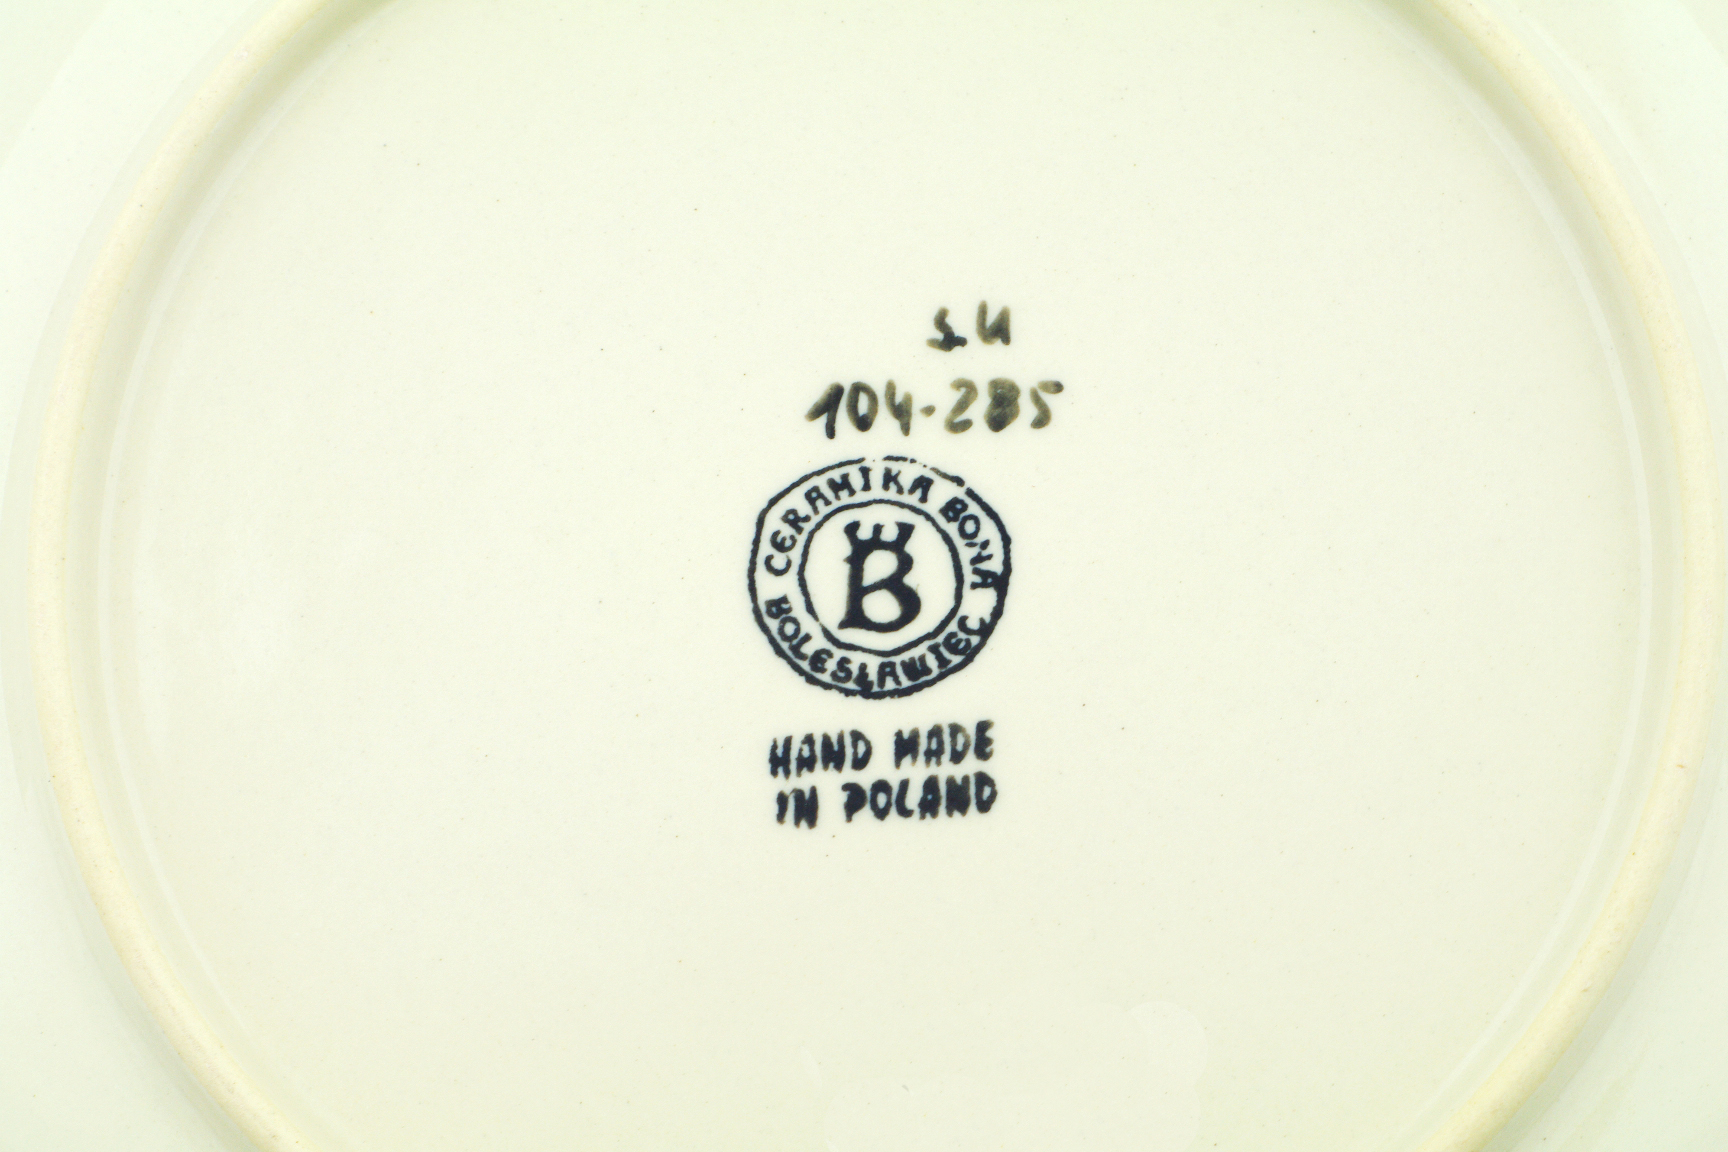 S.U
104-285
CERAMIKA BONA
B
BOLESŁAWIEC
HAND MADE
IN POLAND